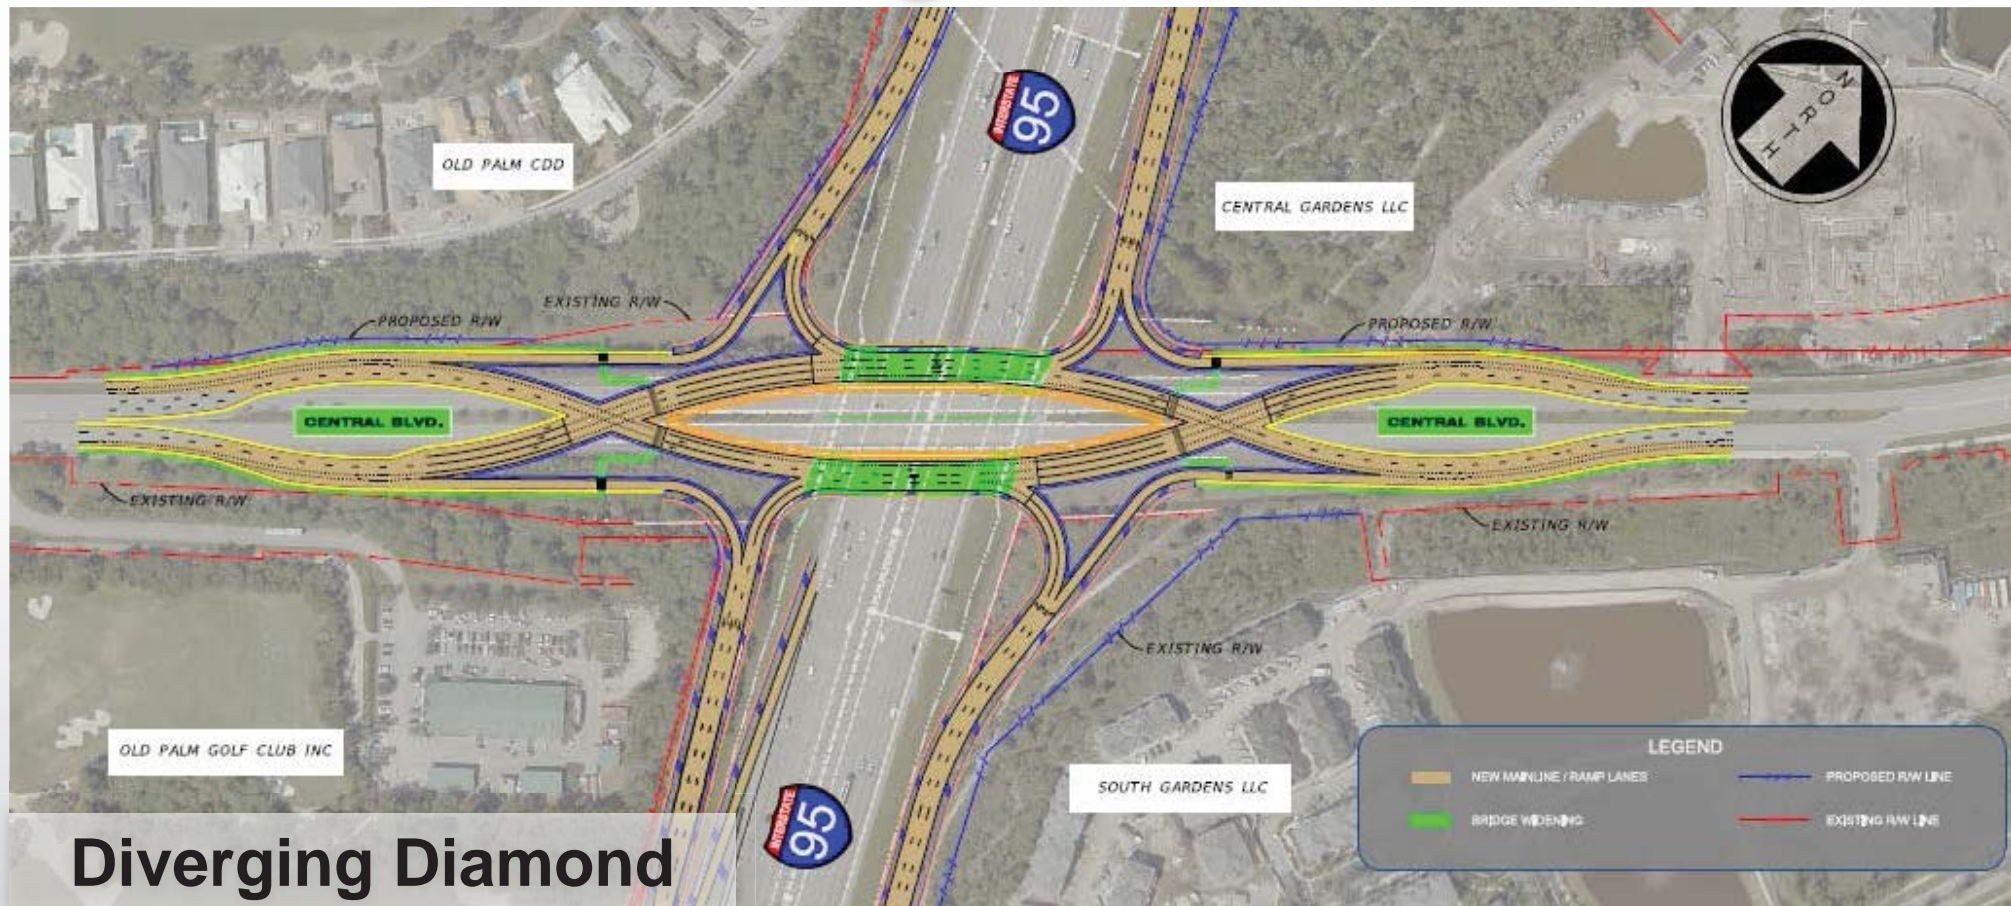 INTERSTATE
95
NORTH
OLD PALM CDD
CENTRAL GARDENS LLC
EXISTING R/W
PROPOSED R/W
PROPOSED R/W
CENTRAL BLVD.
CENTRAL BLVD.
EXISTING R/W
EXISTING R/W
EXISTING R/W
OLD PALM GOLF CLUB INC
SOUTH GARDENS LLC
INTERSTATE
95
LEGEND
NEW MAINLINE / RAMP LANES
PROPOSED R/W LINE
BRIDGE WIDENING
EXISTING R/W LINE
Diverging Diamond